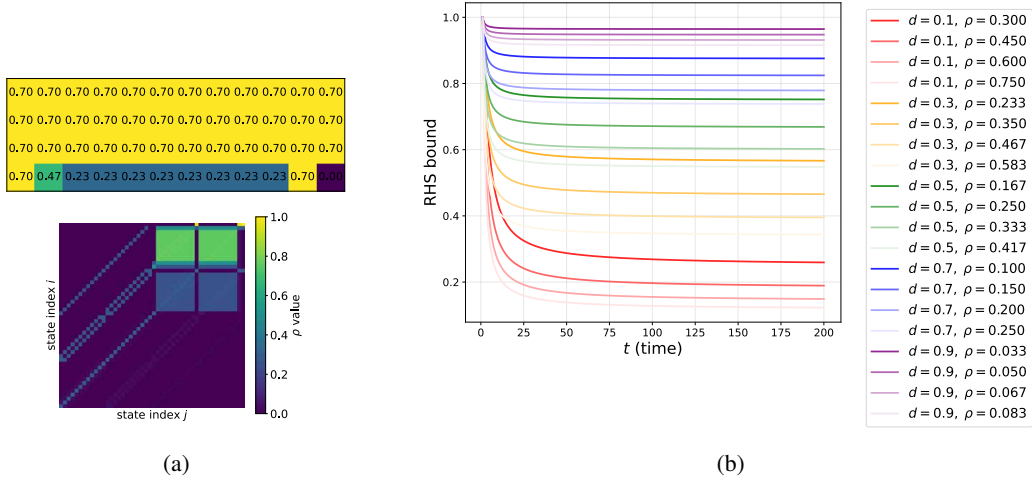 0.70 0.70 0.70 0.70 0.70 0.70 0.70 0.70 0.70 0.70 0.70 0.70
0.70 0.70 0.70 0.70 0.70 0.70 0.70 0.70 0.70 0.70 0.70 0.70
0.70 0.70 0.70 0.70 0.70 0.70 0.70 0.70 0.70 0.70 0.70 0.70
0.70 0.47 0.23 0.23 0.23 0.23 0.23 0.23 0.23 0.23 0.70 0.00
state index i
state index j
1.0
0.8
0.6
0.4
0.2
0.0
ρ value
(a)
RHS bound
1.0
0.8
0.6
0.4
0.2
0 25 50 75 100 125 150 175 200
t (time)
(b)
d = 0.1, ρ = 0.300
d = 0.1, ρ = 0.450
d = 0.1, ρ = 0.600
d = 0.1, ρ = 0.750
d = 0.3, ρ = 0.233
d = 0.3, ρ = 0.350
d = 0.3, ρ = 0.467
d = 0.3, ρ = 0.583
d = 0.5, ρ = 0.167
d = 0.5, ρ = 0.250
d = 0.5, ρ = 0.333
d = 0.5, ρ = 0.417
d = 0.7, ρ = 0.100
d = 0.7, ρ = 0.150
d = 0.7, ρ = 0.200
d = 0.7, ρ = 0.250
d = 0.9, ρ = 0.033
d = 0.9, ρ = 0.050
d = 0.9, ρ = 0.067
d = 0.9, ρ = 0.083